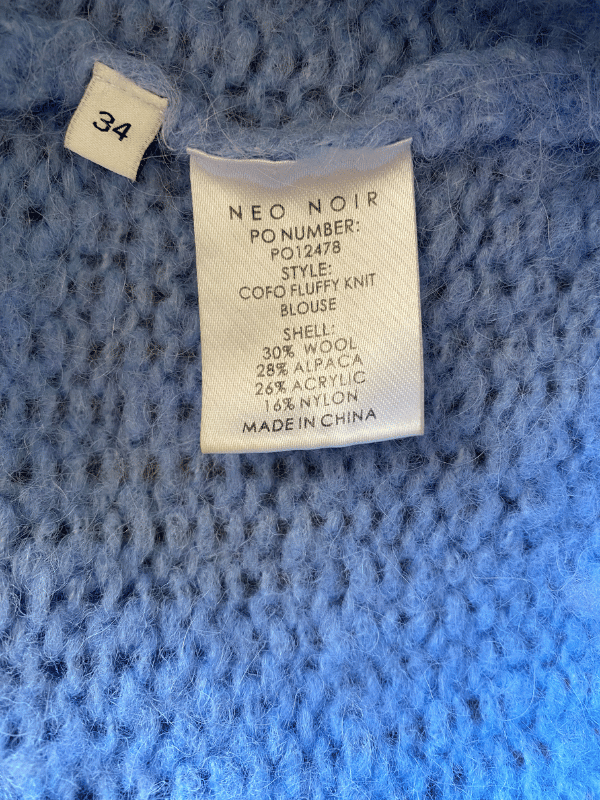 34
NEO NOIR
PO NUMBER:
PO12478
STYLE:
COFO FLUFFY KNIT
BLOUSE
SHELL:
30% WOOL
28% ALPACA
26% ACRYLIC
16% NYLON
MADE IN CHINA